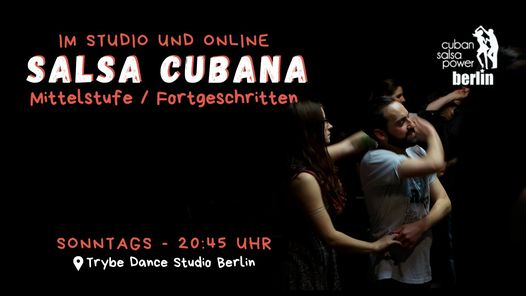 IM STUDIO UND ONLINE
SALSA CUBANA
Mittelstufe / Fortgeschritten
cuban
salsa
power
berlin
SONNTAGS - 20:45 UHR
Trybe Dance Studio Berlin